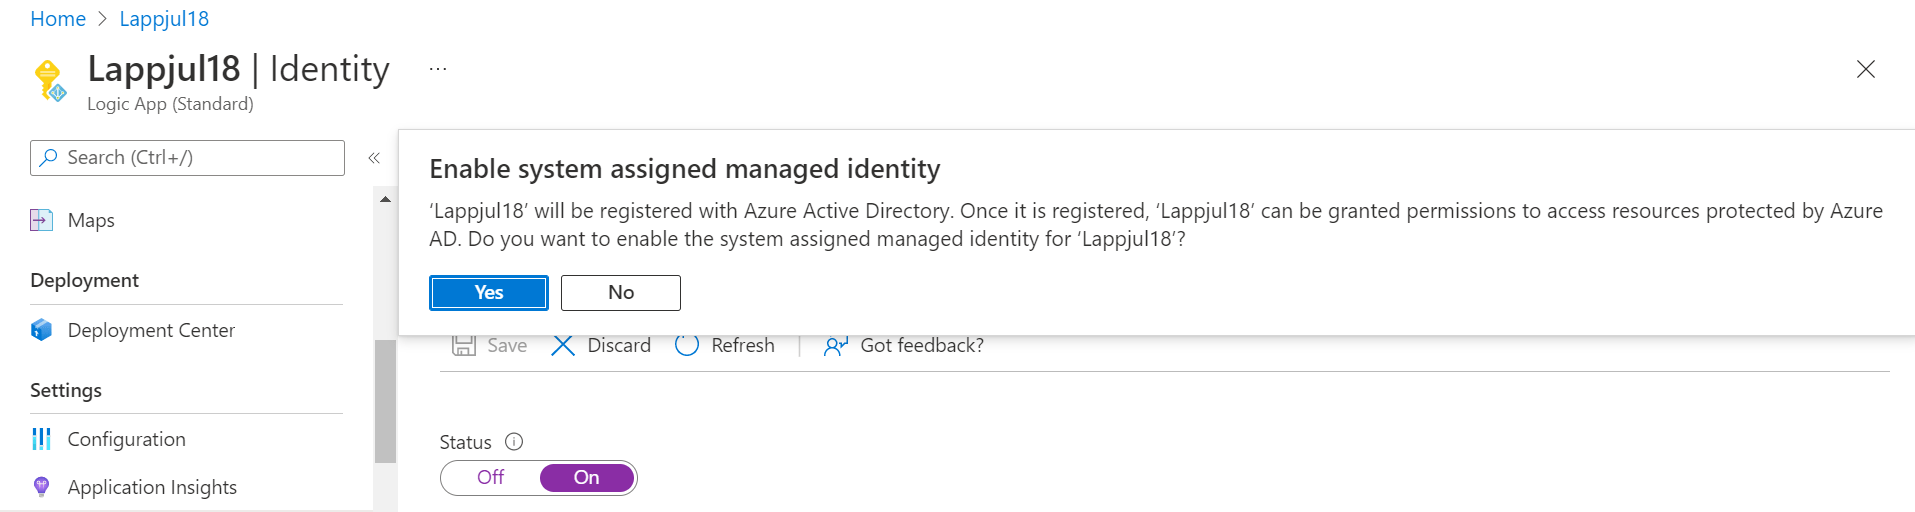 Home > Lappjul18
Lappjul18 | Identity ...
Logic App (Standard)
Search (Ctrl+/) «
Maps
Deployment
Deployment Center
Settings
Configuration
Application Insights
Enable system assigned managed identity
‘Lappjul18’ will be registered with Azure Active Directory. Once it is registered, ‘Lappjul18’ can be granted permissions to access resources protected by Azure
AD. Do you want to enable the system assigned managed identity for ‘Lappjul18’?
Yes No
Save Discard Refresh Got feedback?
Status
Off On